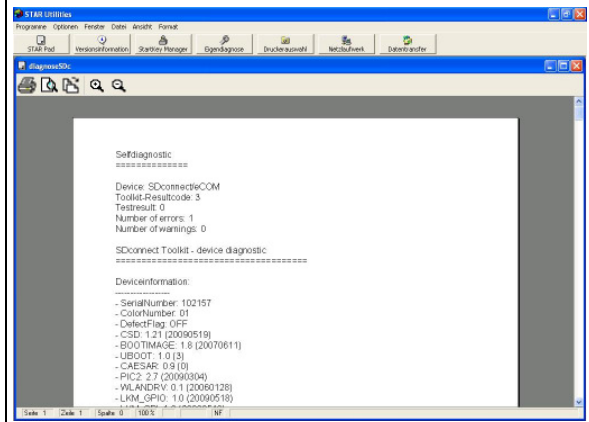 STAR Utilities
Programme Optionen Fenster Datei Ansicht Format
STAR Pad Versionsinformation StartKey Manager Eigendiagnose Druckerauswahl Netzlaufwerk Datentransfer
diagnoseSDc
Selfdiagnostic
==============
Device: SDconnect/eCOM
Toolkit-Resultcode: 3
Testresult: 0
Number of errors: 1
Number of warnings: 0
SDconnect Toolkit - device diagnostic
=====================================
Deviceinformation:
------------------
- SerialNumber: 102157
- ColorNumber: 01
- DefectFlag: OFF
- CSD: 1.21 (20090519)
- BOOTIMAGE: 1.8 (20070611)
- UBOOT: 1.0 (3)
- CAESAR: 0.9 (0)
- PIC2: 2.7 (20090304)
- WLANDRV: 0.1 (20060128)
- LKM_GPIO: 1.0 (20090518)
Seite 1 Zeile 1 Spalte 0 100% NF